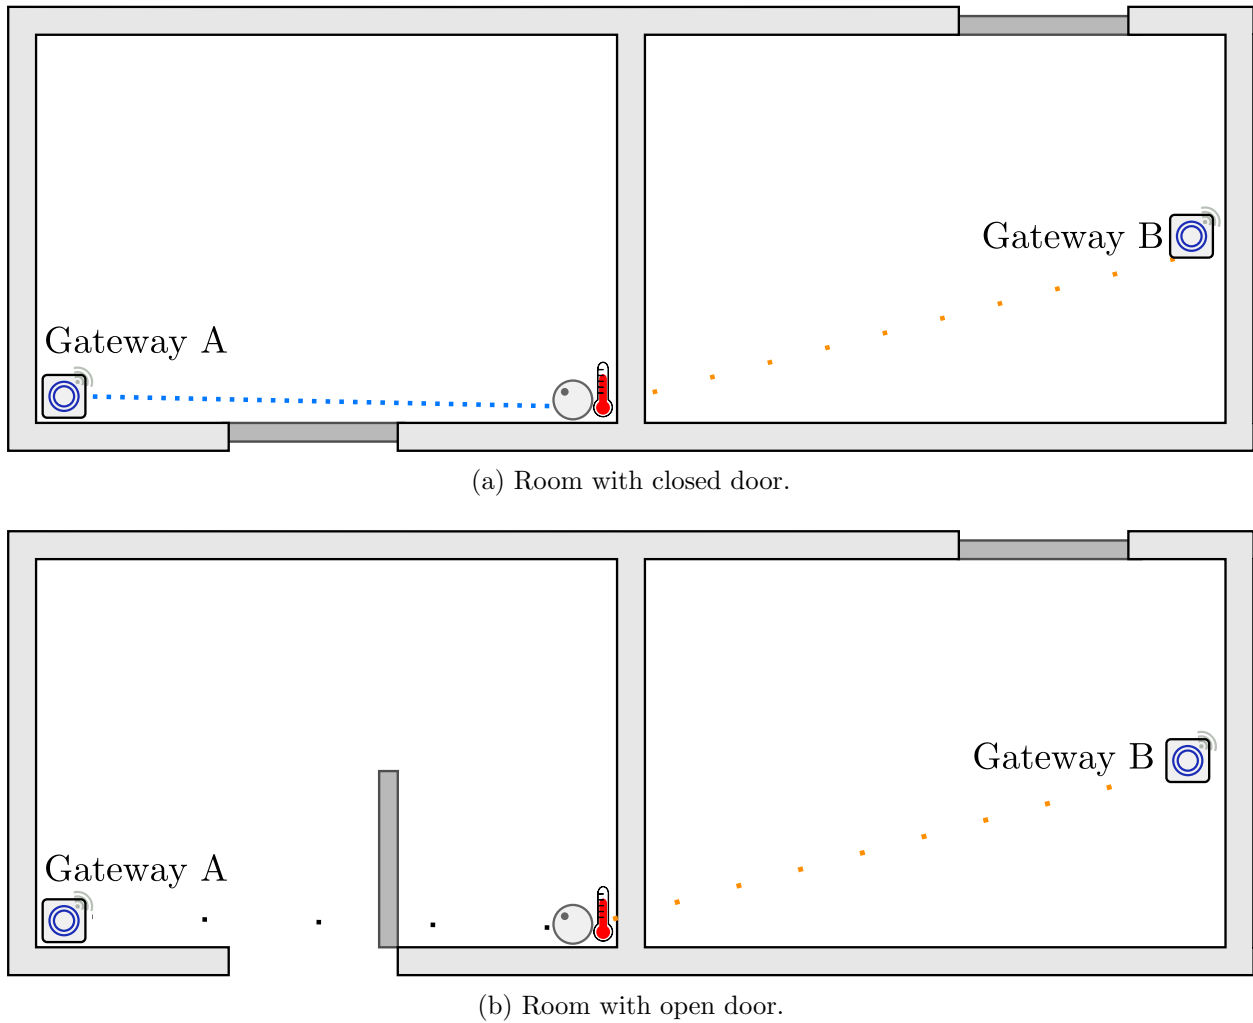 Gateway B
Gateway A
(a) Room with closed door.
Gateway B
Gateway A
(b) Room with open door.